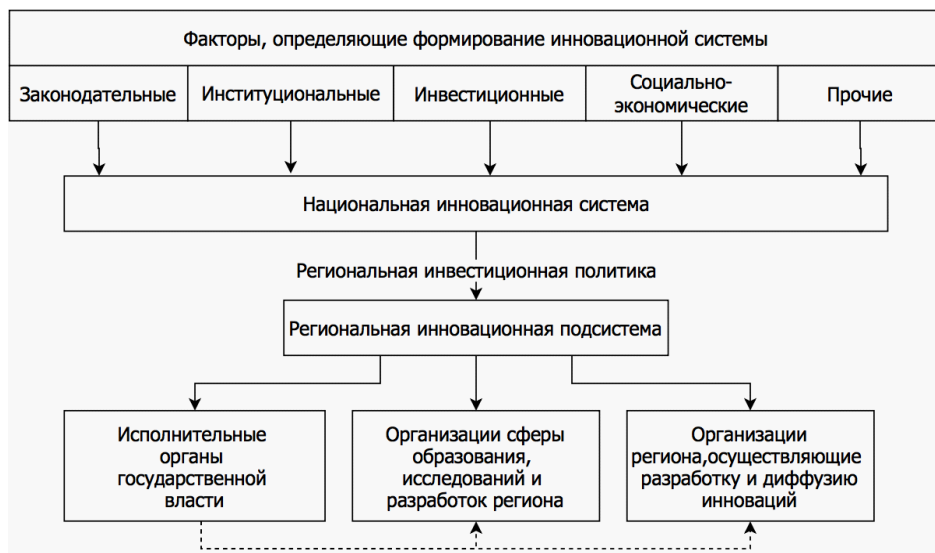 Факторы, определяющие формирование инновационной системы
Законодательные
Институциональные
Инвестиционные
Социально-
экономические
Прочие
Национальная инновационная система
Региональная инвестиционная политика
Региональная инновационная подсистема
Исполнительные
органы
государственной
власти
Организации сферы
образования,
исследований и
разработок региона
Организации
региона,осуществляющие
разработку и диффузию
инноваций